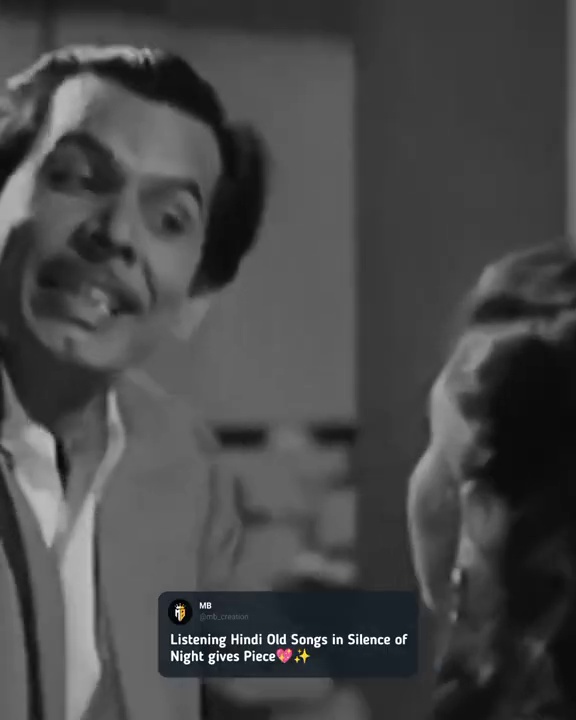 MB
@mb_creation
Listening Hindi Old Songs in Silence of
Night gives Piece💖✨